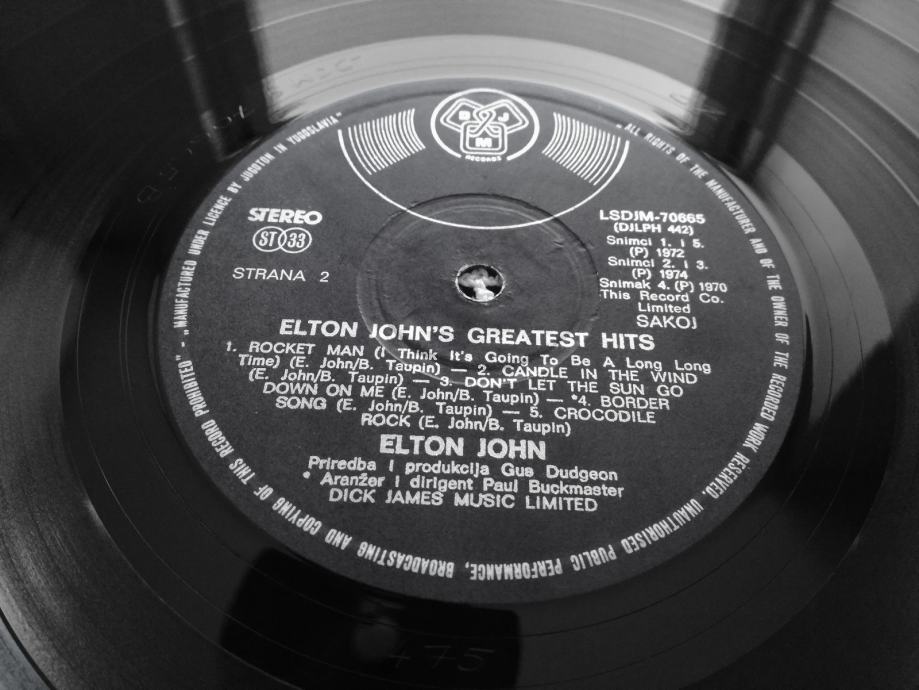 D J
M
RECORDS
STEREO
ST 33
STRANA 2
LSDJM-70665
(DJLPH 442)
Snimci 1. i 5.
(P) 1972
Snimci 2. i 3.
(P) 1974
Snimak 4. (P) 1970
This Record Co.
Limited
SAKOJ
ELTON JOHN'S GREATEST HITS
1. ROCKET MAN (I Think It's Going To Be A Long Long
Time) (E. John/B. Taupin) — 2. CANDLE IN THE WIND
(E. John/B. Taupin) — 3. DON'T LET THE SUN GO
DOWN ON ME (E. John/B. Taupin) — *4. BORDER
SONG (E. John/B. Taupin) — 5. CROCODILE
ROCK (E. John/B. Taupin)
ELTON JOHN
Priredba i produkcija Gus Dudgeon
* Aranžer i dirigent Paul Buckmaster
DICK JAMES MUSIC LIMITED
„ALL RIGHTS OF THE MANUFACTURER AND OF THE OWNER OF THE RECORDED WORK RESERVED. UNAUTHORISED PUBLIC PERFORMANCE, BROADCASTING AND COPYING OF THIS RECORD PROHIBITED" - „MANUFACTURED UNDER LICENCE BY JUGOTON IN YUGOSLAVIA"
475